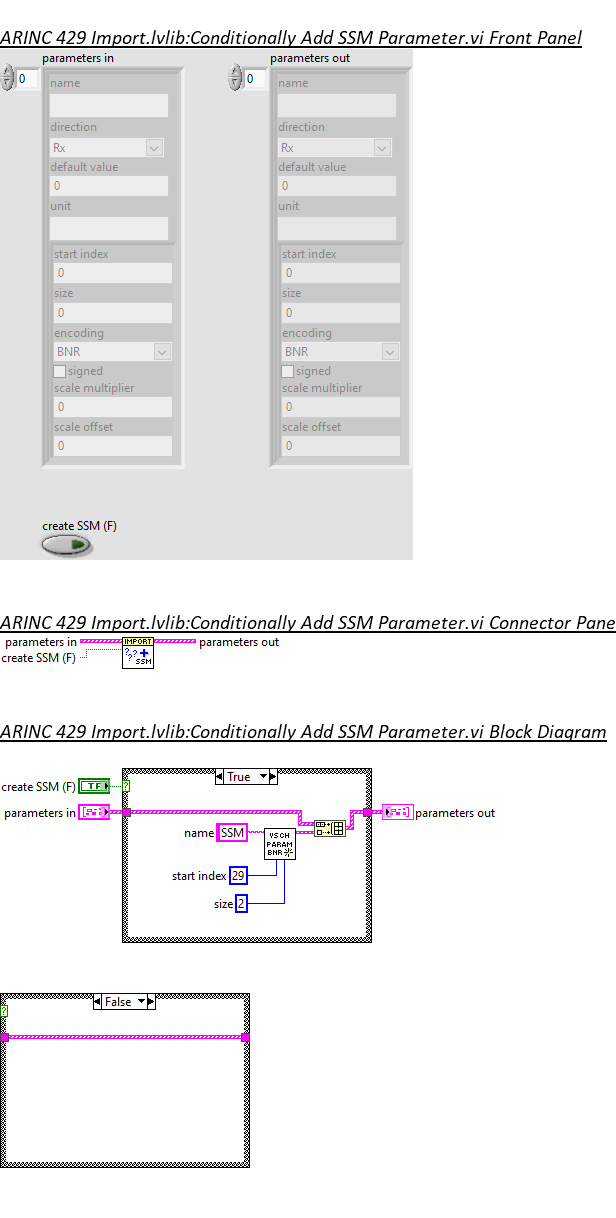 ARINC 429 Import.lvlib:Conditionally Add SSM Parameter.vi Front Panel
parameters in
parameters out
0
0
name
name
direction
direction
Rx
Rx
default value
default value
0
0
unit
unit
start index
start index
0
0
size
size
0
0
encoding
encoding
BNR
BNR
signed
signed
scale multiplier
scale multiplier
0
0
scale offset
scale offset
0
0
create SSM (F)
ARINC 429 Import.lvlib:Conditionally Add SSM Parameter.vi Connector Pane
parameters in
IMPORT
parameters out
create SSM (F)
?? +
SSM
ARINC 429 Import.lvlib:Conditionally Add SSM Parameter.vi Block Diagram
True
create SSM (F)
TF
?
parameters in
parameters out
name
SSM
VSCH
PARAM
BNR
start index
29
size
2
False
?